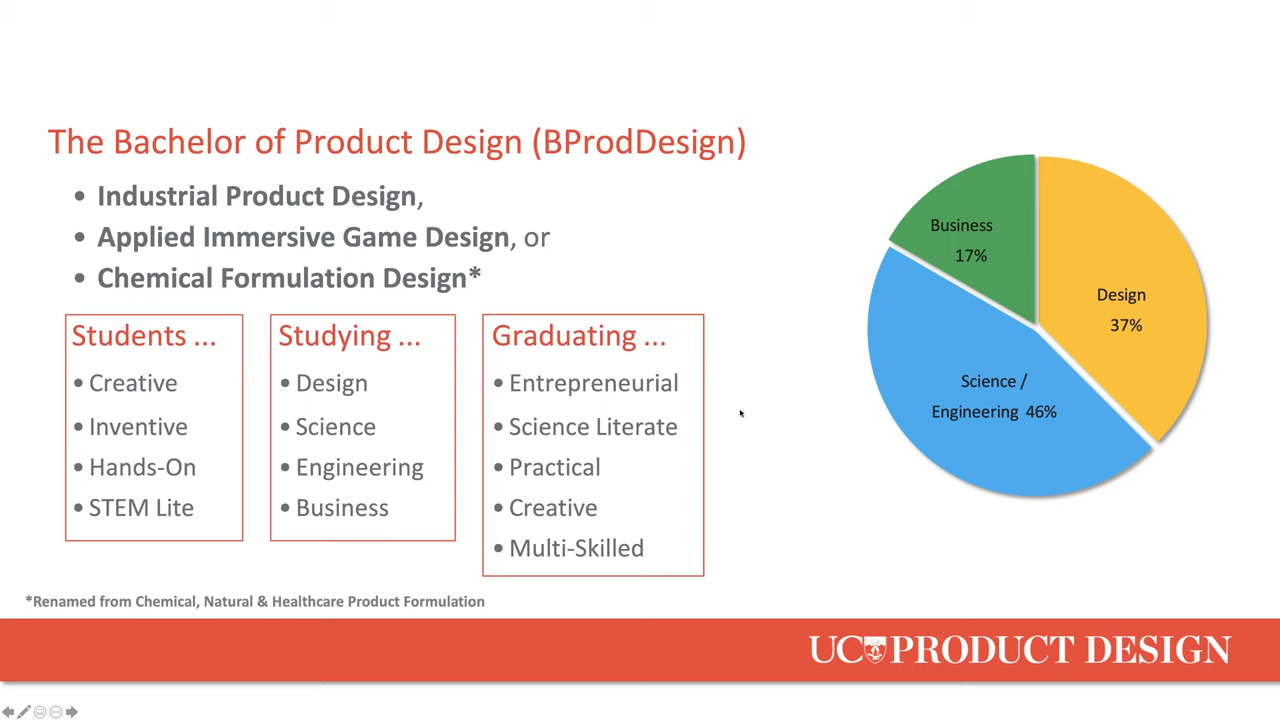 The Bachelor of Product Design (BProdDesign)
• Industrial Product Design,
• Applied Immersive Game Design, or
• Chemical Formulation Design*
Students ...
• Creative
• Inventive
• Hands-On
• STEM Lite
Studying ...
• Design
• Science
• Engineering
• Business
Graduating ...
• Entrepreneurial
• Science Literate
• Practical
• Creative
• Multi-Skilled
Business
17%
Design
37%
Science /
Engineering 46%
*Renamed from Chemical, Natural & Healthcare Product Formulation
UC PRODUCT DESIGN